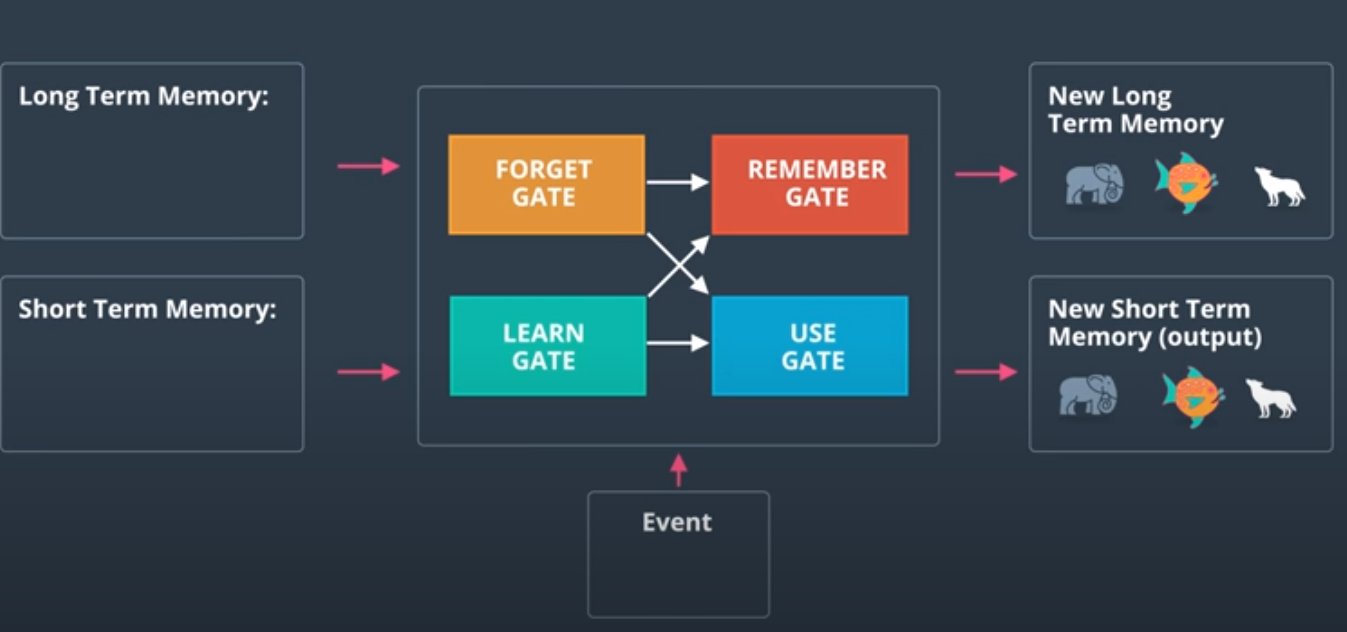 Long Term Memory:
Short Term Memory:
FORGET
GATE
REMEMBER
GATE
LEARN
GATE
USE
GATE
Event
New Long
Term Memory
New Short Term
Memory (output)